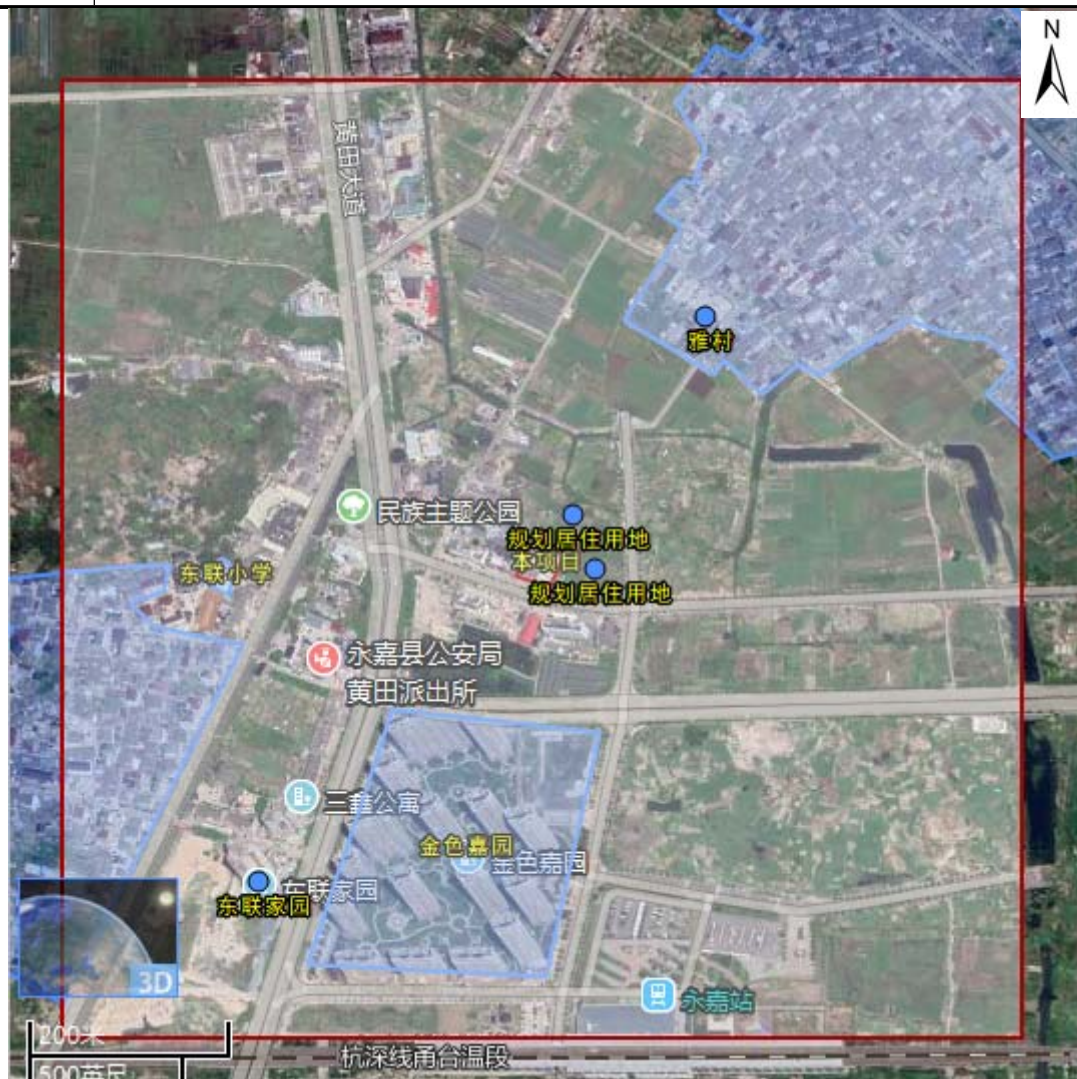 N
黄田大道
雅村
民族主题公园
规划居住用地
本项目
规划居住用地
东联小学
永嘉县公安局
黄田派出所
三鑫公寓
金色嘉园
金色嘉园
东联家园
东联家园
3D
永嘉站
200米
杭深线甬台温段
500英尺